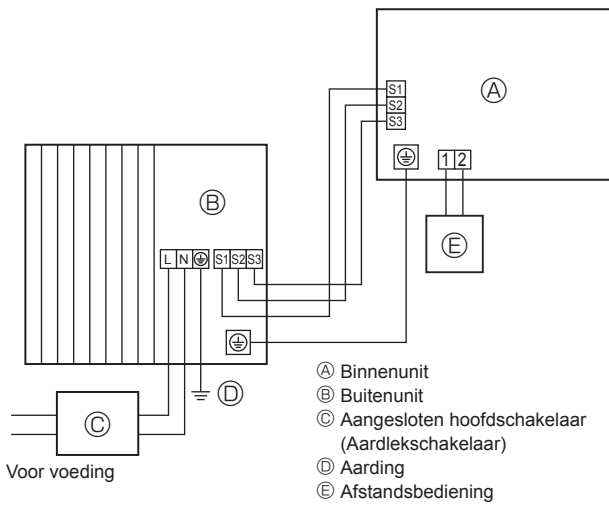 S1
S2
S3
Ⓐ
1 2
Ⓑ
Ⓔ
L N S1 S2 S3
Ⓓ
Ⓒ
Voor voeding
Ⓐ Binnenunit
Ⓑ Buitenunit
Ⓒ Aangesloten hoofdschakelaar
(Aardlekschakelaar)
Ⓓ Aarding
Ⓔ Afstandsbediening